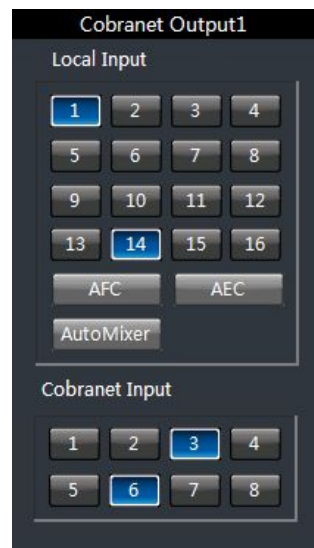 Cobranet Output1
Local Input
1 2 3 4
5 6 7 8
9 10 11 12
13 14 15 16
AFC AEC
AutoMixer
Cobranet Input
1 2 3 4
5 6 7 8